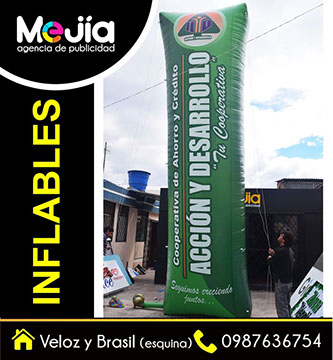 Mejía
agencia de publicidad
INFLABLES
Cooperativa de Ahorro y Crédito
ACCIÓN Y DESARROLLO
"Tu Cooperativa"
Seguimos creciendo
juntos...
Mejía
Veloz y Brasil (esquina)
0987636754